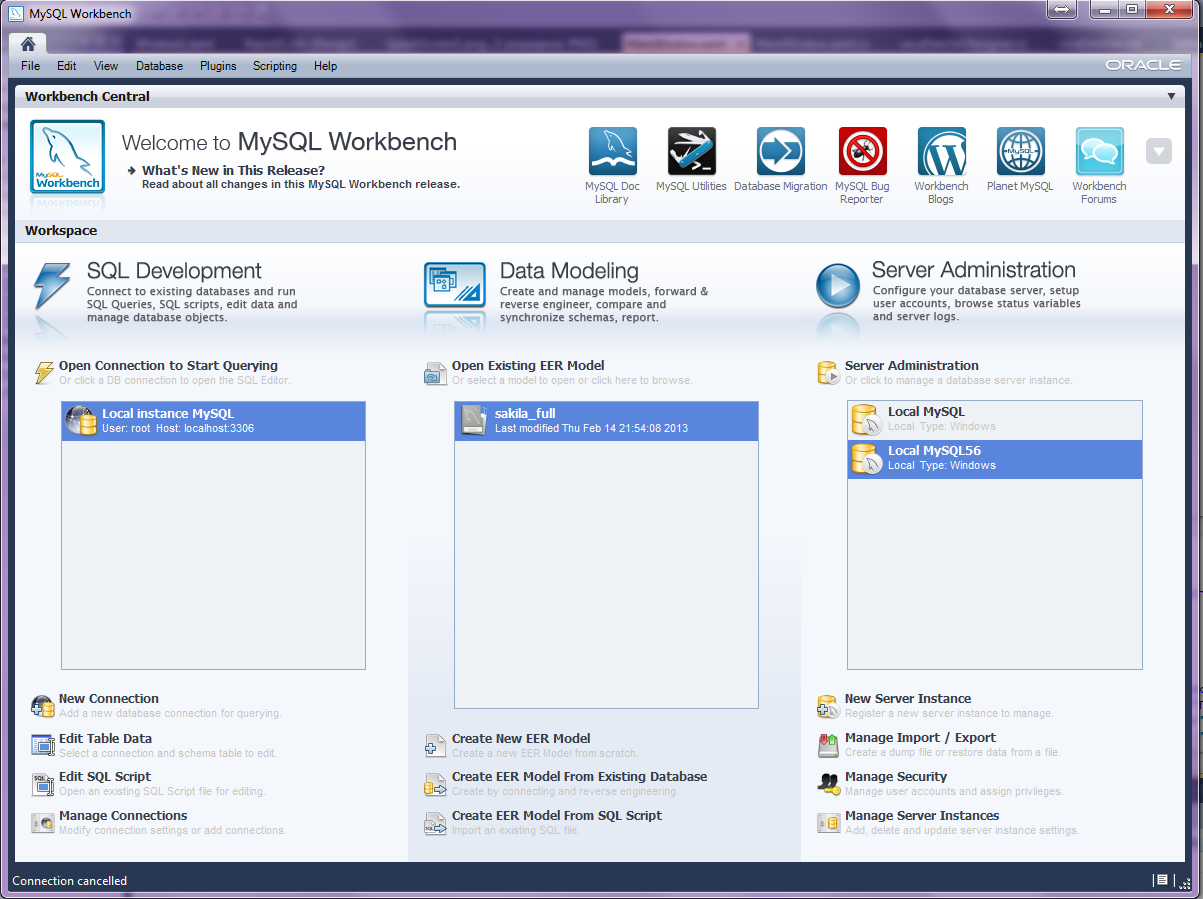 MySQL Workbench
File Edit View Database Plugins Scripting Help
ORACLE
Workbench Central
MySQL
Workbench
Welcome to MySQL Workbench
What's New in This Release?
Read about all changes in this MySQL Workbench release.
MySQL Doc
Library
MySQL Utilities
Database Migration
MySQL Bug
Reporter
Workbench
Blogs
MySQL
Planet MySQL
Workbench
Forums
Workspace
SQL Development
Connect to existing databases and run
SQL Queries, SQL scripts, edit data and
manage database objects.
Open Connection to Start Querying
Or click a DB connection to open the SQL Editor.
Local instance MySQL
User: root Host: localhost:3306
New Connection
Add a new database connection for querying.
Edit Table Data
Select a connection and schema table to edit.
SQL
Edit SQL Script
Open an existing SQL Script file for editing.
Manage Connections
Modify connection settings or add connections.
Data Modeling
Create and manage models, forward &
reverse engineer, compare and
synchronize schemas, report.
Open Existing EER Model
Or select a model to open or click here to browse.
sakila_full
Last modified Thu Feb 14 21:54:08 2013
Create New EER Model
Create a new EER Model from scratch.
Create EER Model From Existing Database
Create by connecting and reverse engineering.
SQL
Create EER Model From SQL Script
Import an existing SQL file.
Server Administration
Configure your database server, setup
user accounts, browse status variables
and server logs.
Server Administration
Or click to manage a database server instance.
Local MySQL
Local Type: Windows
Local MySQL56
Local Type: Windows
New Server Instance
Register a new server instance to manage.
Manage Import / Export
Create a dump file or restore data from a file.
Manage Security
Manage user accounts and assign privileges.
Manage Server Instances
Add, delete and update server instance settings.
Connection cancelled